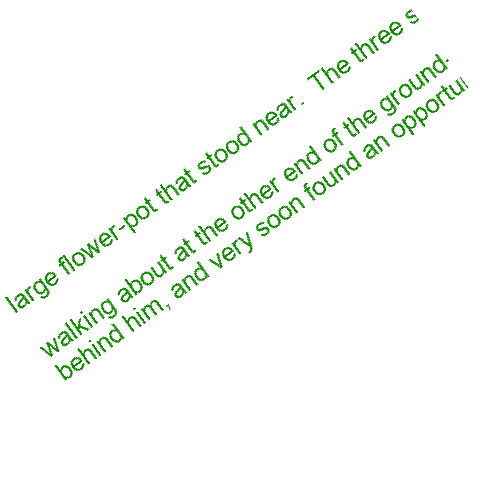 large flower-pot that stood near.  The three s
walking about at the other end of the ground-
behind him, and very soon found an opportu